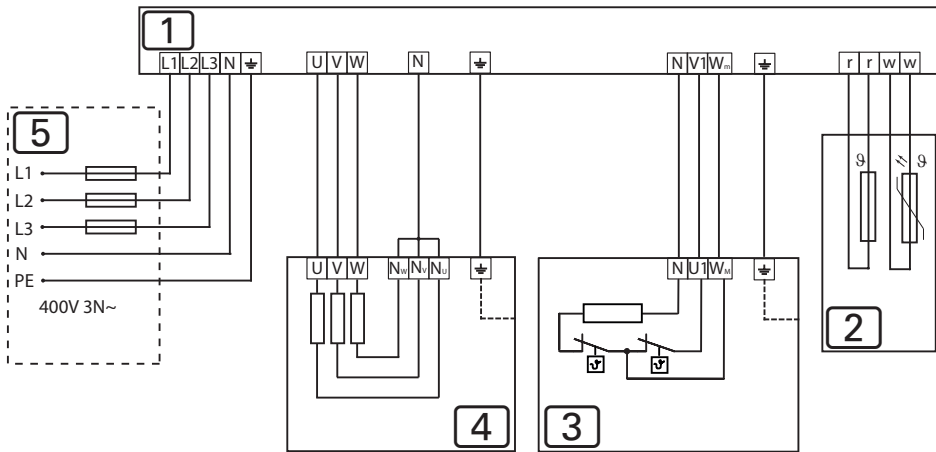 1
L1 L2 L3 N U V W N N V1 Wm r r w w
5
L1
L2
L3
N
PE
400V 3N~
U V W NW NV NU
N U1 WM
ϑ ϑ
ϑ ϑ
2
4
3